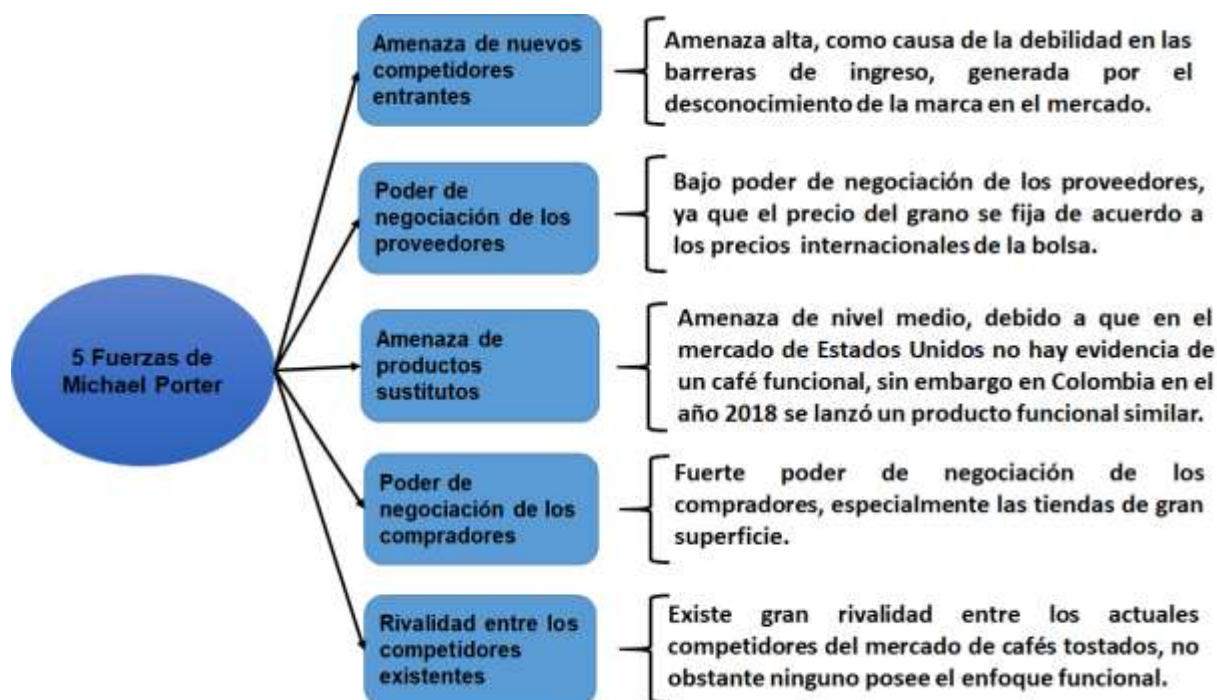 5 Fuerzas de
Michael Porter
Amenaza de nuevos
competidores
entrantes
Amenaza alta, como causa de la debilidad en las
barreras de ingreso, generada por el
desconocimiento de la marca en el mercado.
Poder de
negociación de los
proveedores
Bajo poder de negociación de los proveedores,
ya que el precio del grano se fija de acuerdo a
los precios internacionales de la bolsa.
Amenaza de
productos
sustitutos
Amenaza de nivel medio, debido a que en el
mercado de Estados Unidos no hay evidencia de
un café funcional, sin embargo en Colombia en el
año 2018 se lanzó un producto funcional similar.
Poder de
negociación de los
compradores
Fuerte poder de negociación de los
compradores, especialmente las tiendas de gran
superficie.
Rivalidad entre los
competidores
existentes
Existe gran rivalidad entre los actuales
competidores del mercado de cafés tostados, no
obstante ninguno posee el enfoque funcional.